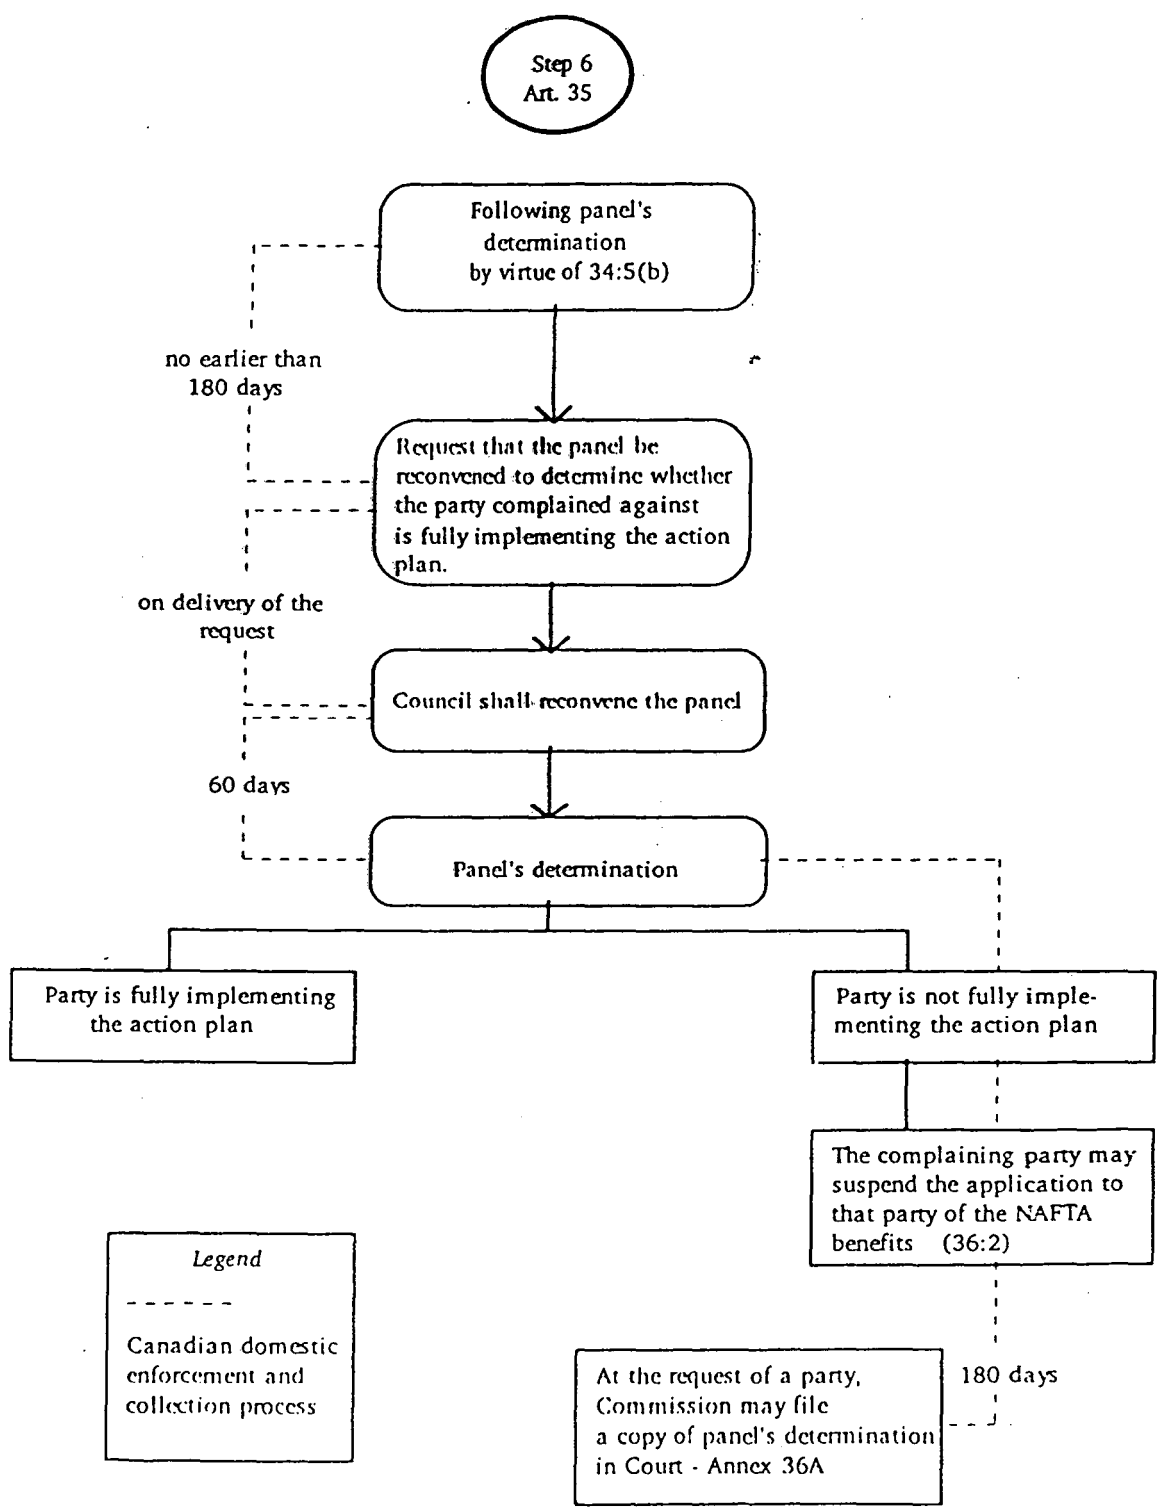 Step 6
Art. 35
Following panel's
determination
by virtue of 34:5(b)
no earlier than
180 days
Request that the panel be
reconvened to determine whether
the party complained against
is fully implementing the action
plan.
on delivery of the
request
Council shall reconvene the panel
60 days
Panel's determination
Party is fully implementing
the action plan
Party is not fully imple-
menting the action plan
The complaining party may
suspend the application to
that party of the NAFTA
benefits (36:2)
Legend
Canadian domestic
enforcement and
collection process
At the request of a party,
Commission may file
a copy of panel's determination
in Court - Annex 36A
180 days